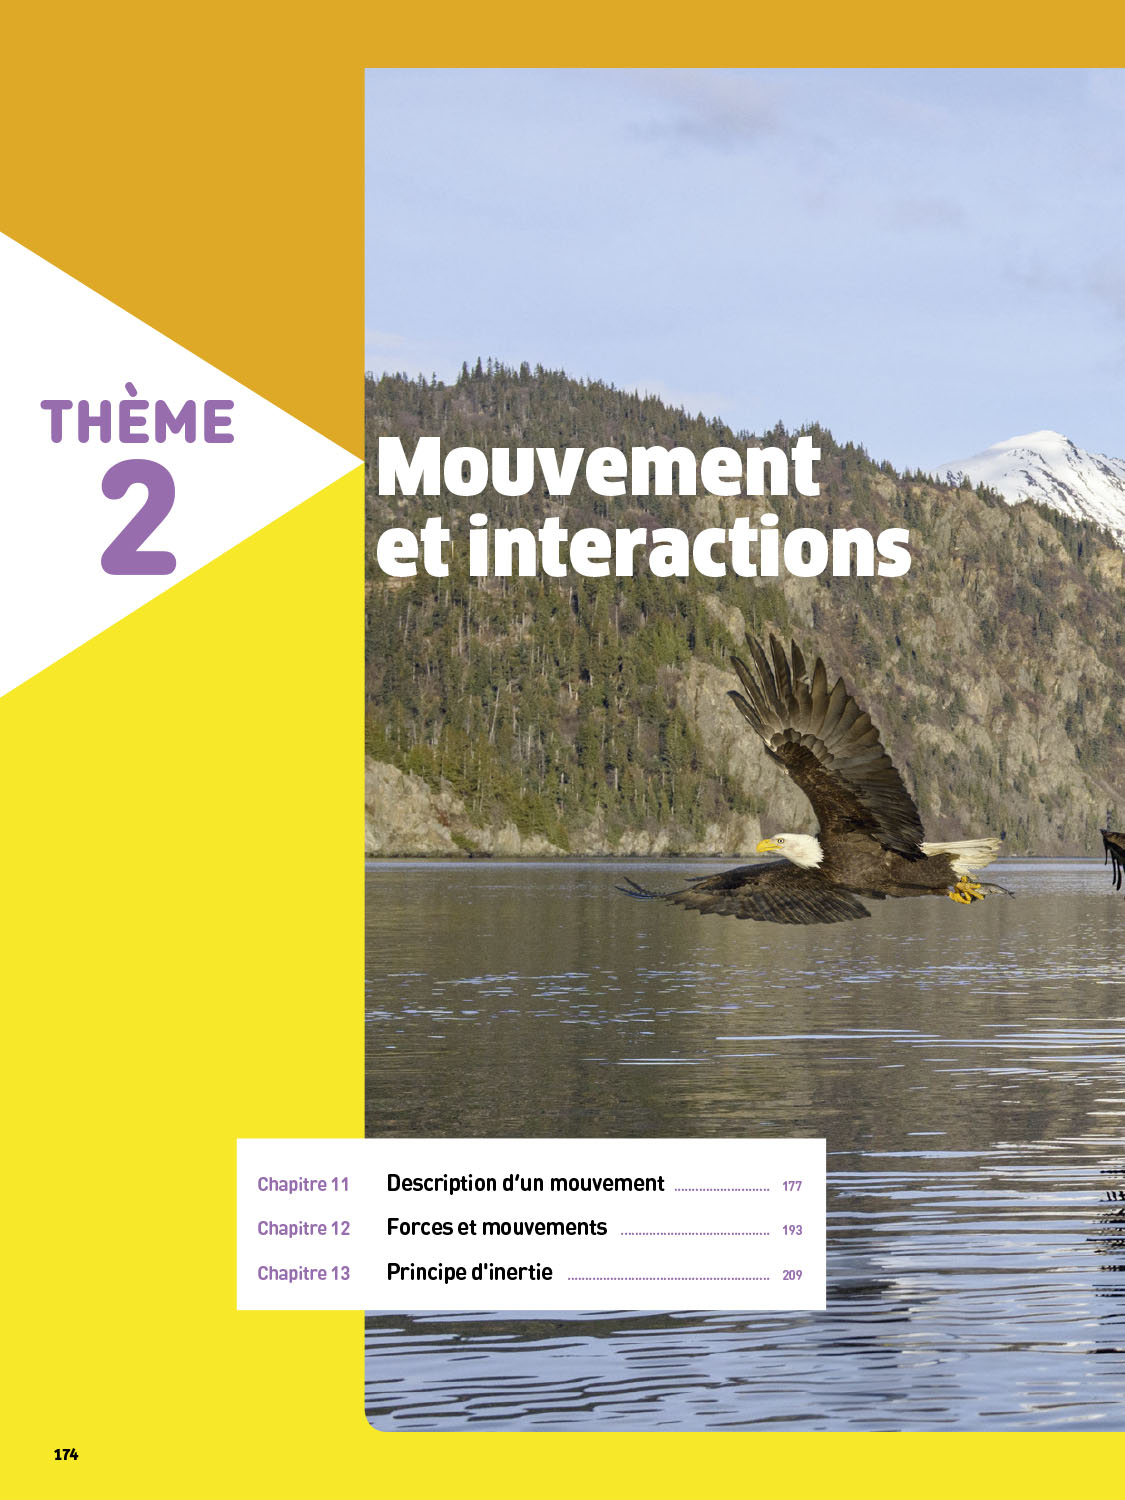 THÈME
2
Mouvement
et interactions
Chapitre 11 Description d’un mouvement ........................... 177
Chapitre 12 Forces et mouvements .......................................... 193
Chapitre 13 Principe d'inertie ......................................................... 209
174